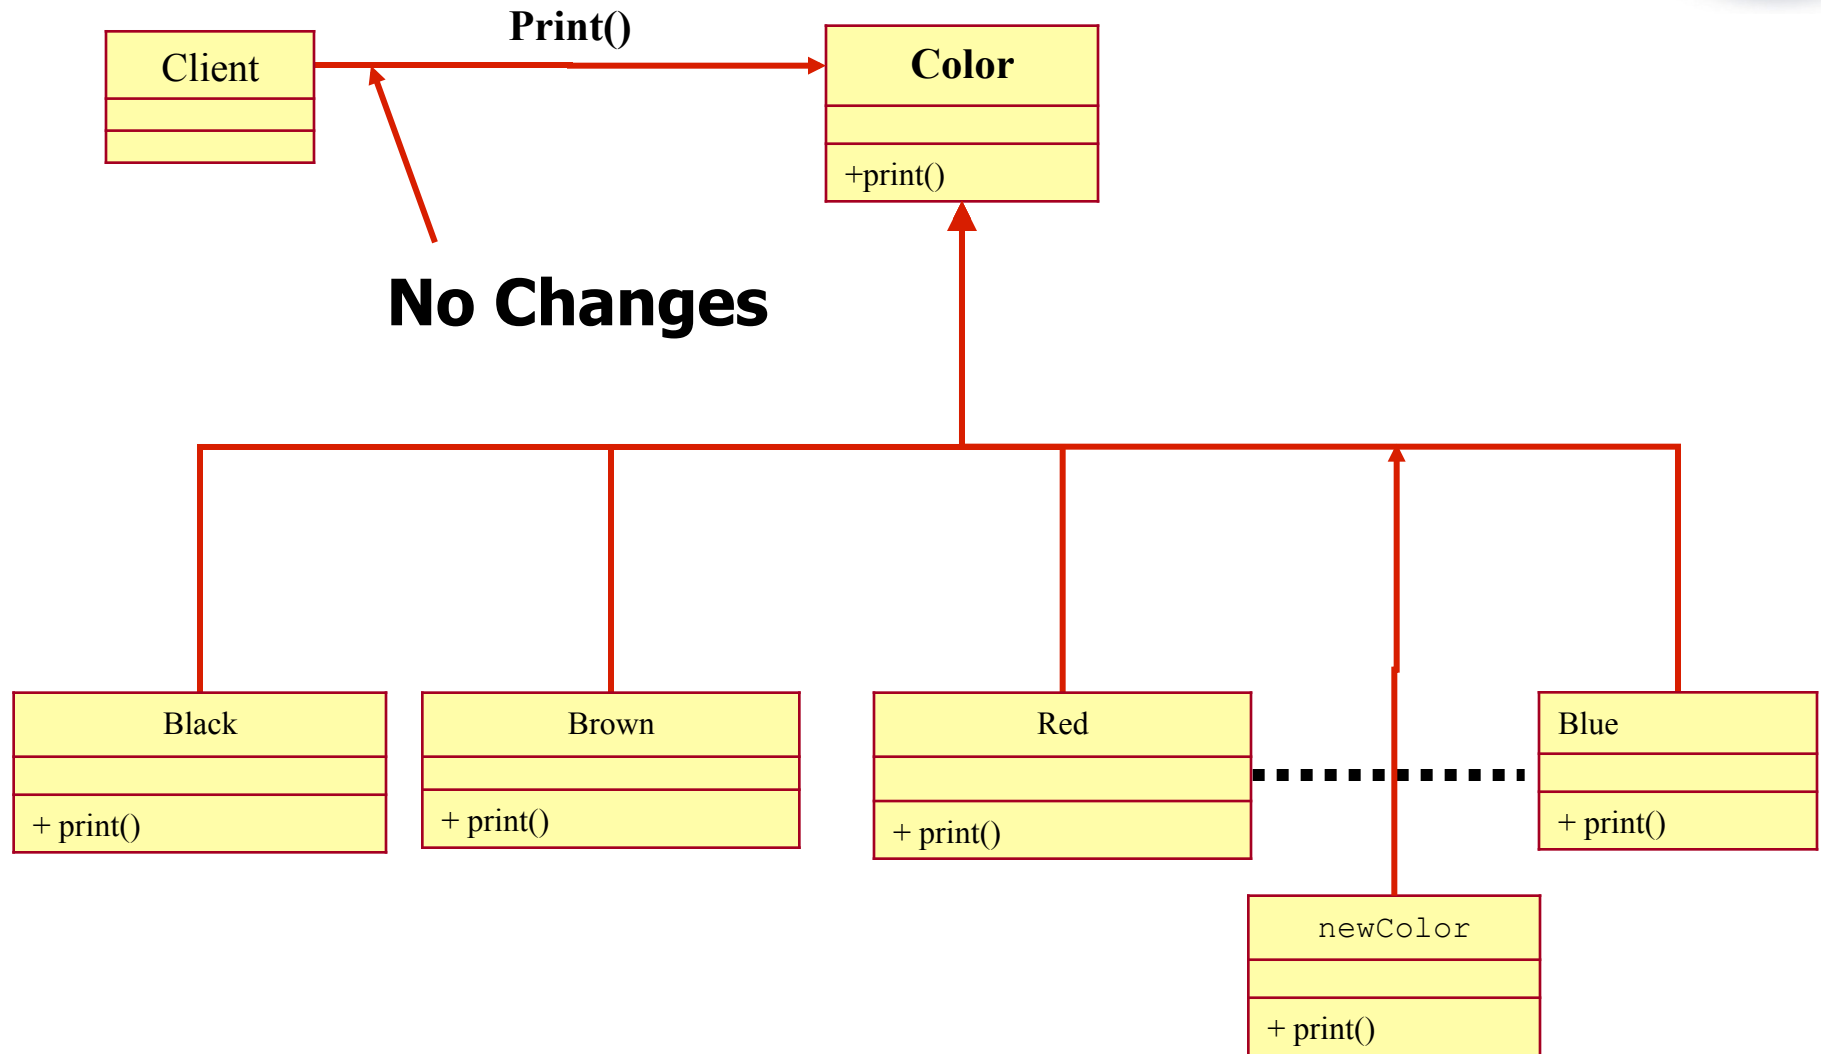 Print()
Client
Color
+print()
No Changes
Black
Brown
Red
Blue
+ print()
+ print()
+ print()
+ print()
newColor
+ print()